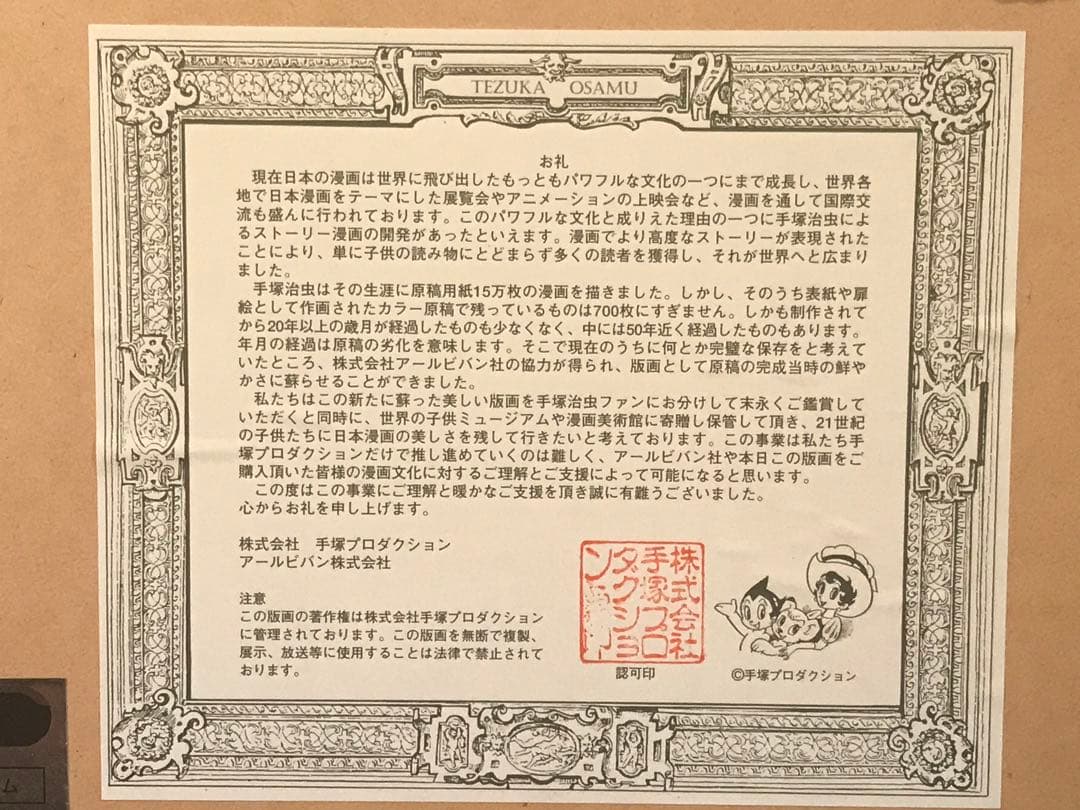 TEZUKA OSAMU
お礼
現在日本の漫画は世界に飛び出したもっともパワフルな文化の一つにまで成長し、世界各
地で日本漫画をテーマにした展覧会やアニメーションの上映会など、漫画を通して国際交
流も盛んに行われております。このパワフルな文化と成りえた理由の一つに手塚治虫によ
るストーリー漫画の開発があったといえます。漫画でより高度なストーリーが表現された
ことにより、単に子供の読み物にとどまらず多くの読者を獲得し、それが世界へと広まり
ました。
手塚治虫はその生涯に原稿用紙15万枚の漫画を描きました。しかし、そのうち表紙や扉
絵として作画されたカラー原稿で残っているものは700枚にすぎません。しかも制作されて
から20年以上の歳月が経過したものも少なくなく、中には50年近く経過したものもあります。
年月の経過は原稿の劣化を意味します。そこで現在のうちに何とか完璧な保存をと考えて
いたところ、株式会社アールビバン社の協力が得られ、版画として原稿の完成当時の鮮や
かさに蘇らせることができました。
私たちはこの新たに蘇った美しい版画を手塚治虫ファンにお分けして末永くご鑑賞して
いただくと同時に、世界の子供ミュージアムや漫画美術館に寄贈し保管して頂き、21世紀
の子供たちに日本漫画の美しさを残して行きたいと考えております。この事業は私たち手
塚プロダクションだけで推し進めていくのは難しく、アールビバン社や本日この版画をご
購入頂いた皆様の漫画文化に対するご理解とご支援によって可能になると思います。
この度はこの事業にご理解と暖かなご支援を頂き誠に有難うございました。
心からお礼を申し上げます。
株式会社 手塚プロダクション
アールビバン株式会社
注意
この版画の著作権は株式会社手塚プロダクション
に管理されております。この版画を無断で複製、
展示、放送等に使用することは法律で禁止されて
おります。
株式会社
手塚プロ
ダクショ
ン
認可印
©手塚プロダクション
ム